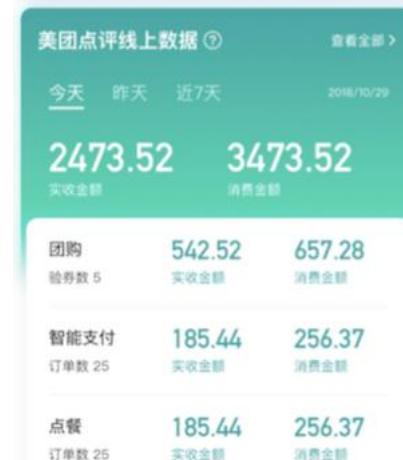 美团点评线上数据 ?
查看全部 >
今天 昨天 近7天
2018/10/29
2473.52 3473.52
实收金额 消费金额
团购 542.52 657.28
验券数 5 实收金额 消费金额
智能支付 185.44 256.37
订单数 25 实收金额 消费金额
点餐 185.44 256.37
订单数 25 实收金额 消费金额